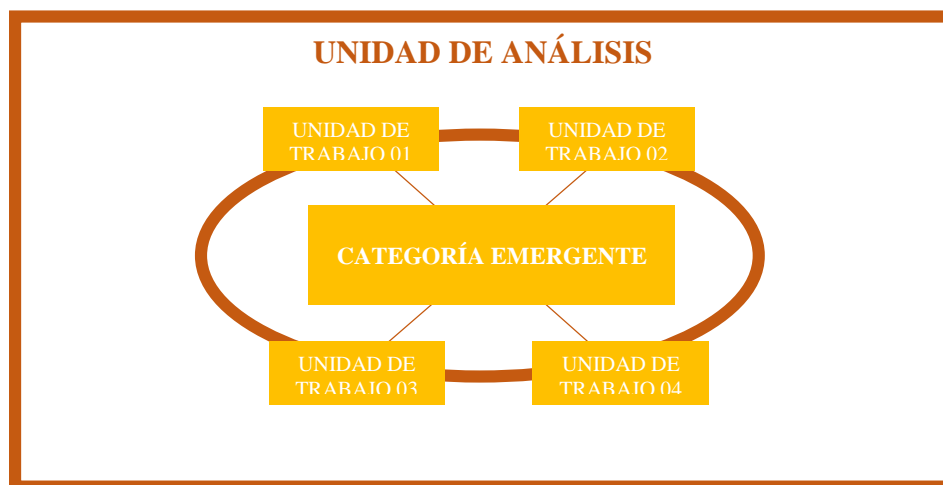 UNIDAD DE ANÁLISIS
UNIDAD DE
TRABAJO 01
UNIDAD DE
TRABAJO 02
CATEGORÍA EMERGENTE
UNIDAD DE
TRABAJO 03
UNIDAD DE
TRABAJO 04